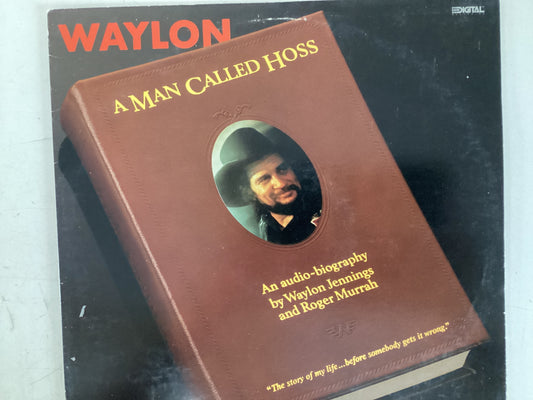 WAYLON
DIGITAL
A MAN CALLED HOSS
An audio-biography
by Waylon Jennings
and Roger Murrah
"The story of my life...before somebody gets it wrong."